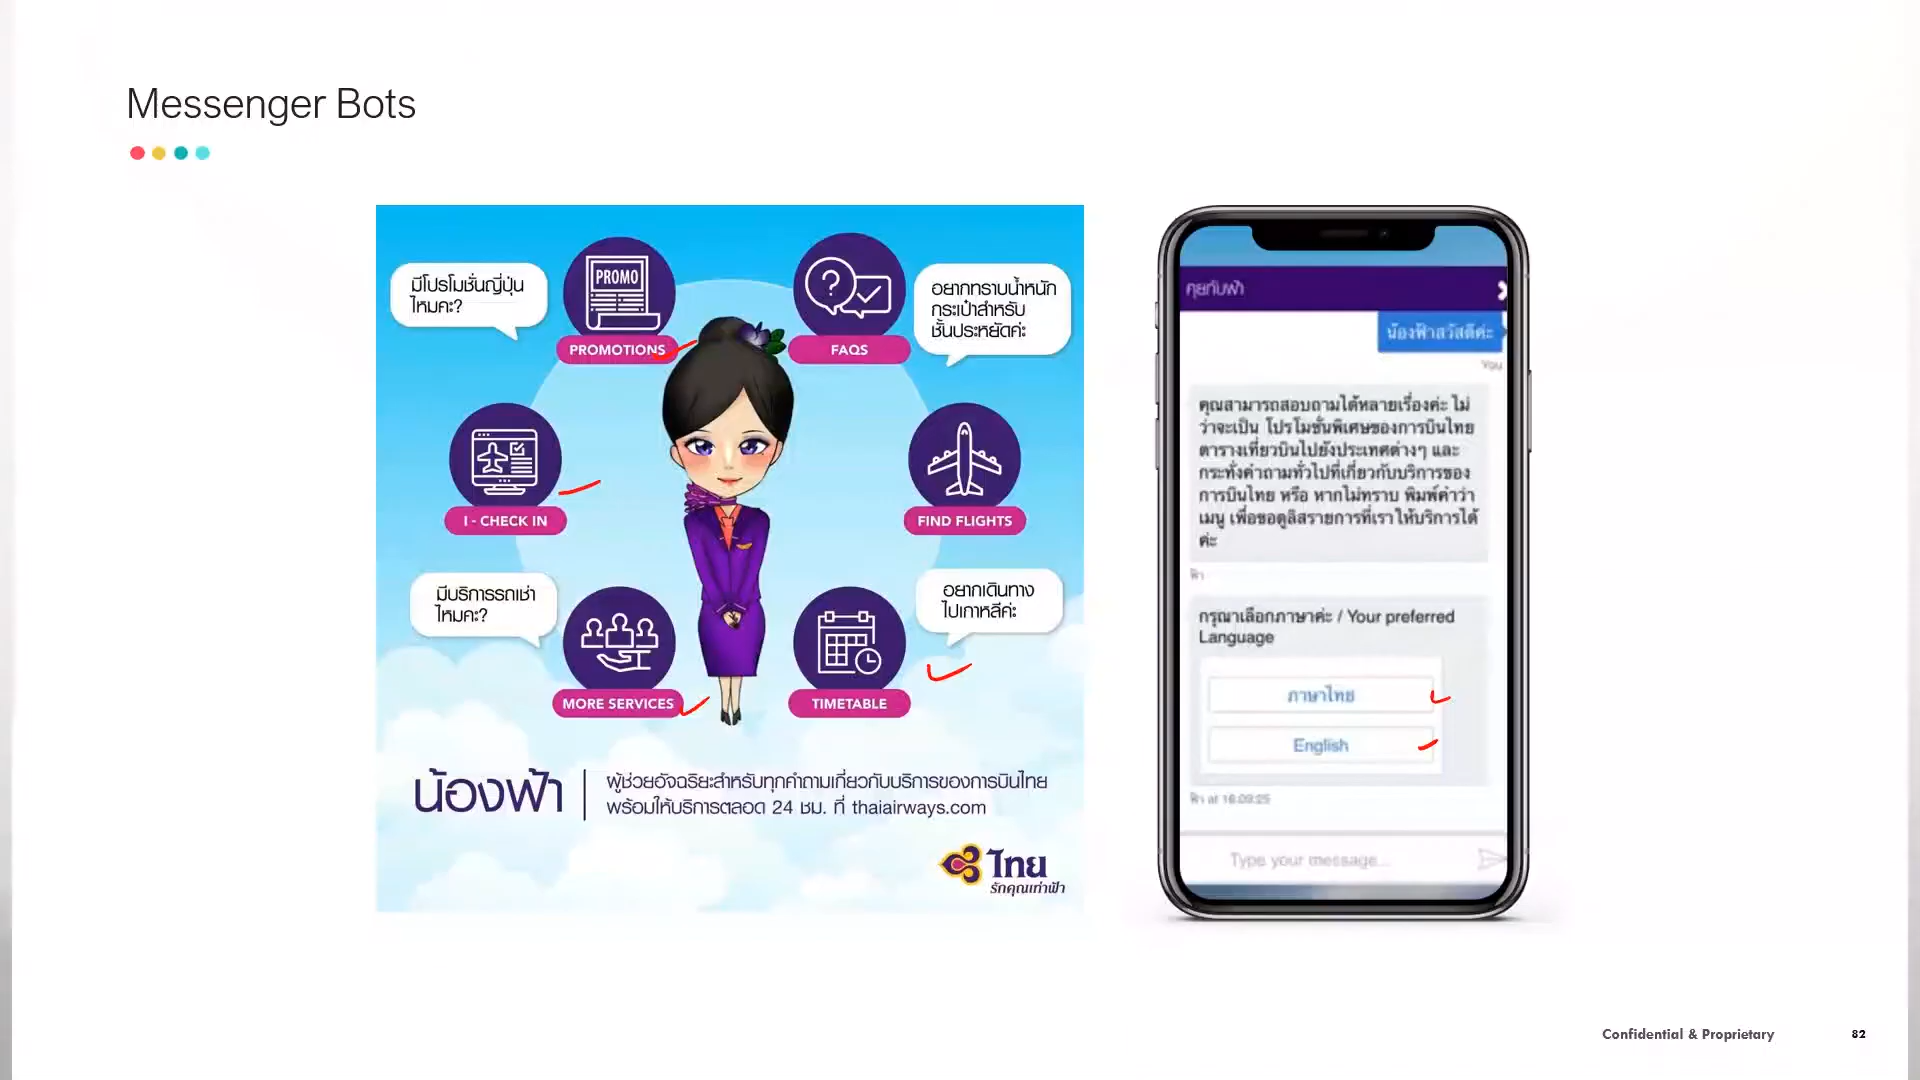 Messenger Bots
มีโปรโมชั่นญี่ปุ่น
ไหมคะ?
PROMO
PROMOTIONS
?
FAQS
อยากทราบน้ำหนัก
กระเป๋าสำหรับ
ชั้นประหยัดค่ะ
I - CHECK IN
FIND FLIGHTS
มีบริการรถเช่า
ไหมคะ?
MORE SERVICES
อยากเดินทาง
ไปเกาหลีค่ะ
TIMETABLE
น้องฟ้า
ผู้ช่วยอัจฉริยะสำหรับทุกคำถามเกี่ยวกับบริการของการบินไทย
พร้อมให้บริการตลอด 24 ชม. ที่ thaiairways.com
ไทย
รักคุณเท่าฟ้า
คุยกับฟ้า
น้องฟ้าสวัสดีค่ะ
You
คุณสามารถสอบถามได้หลายเรื่องค่ะ ไม่
ว่าจะเป็น โปรโมชั่นพิเศษของการบินไทย
ตารางเที่ยวบินไปยังประเทศต่างๆ และ
กระทั่งคำถามทั่วไปที่เกี่ยวกับบริการของ
การบินไทย หรือ หากไม่ทราบ พิมพ์คำว่า
เมนู เพื่อขอดูลิสรายการที่เราให้บริการได้
ค่ะ
ฟ้า
กรุณาเลือกภาษาค่ะ / Your preferred
Language
ภาษาไทย
English
ฟ้า at 16:09:25
Type your message...
Confidential & Proprietary
82